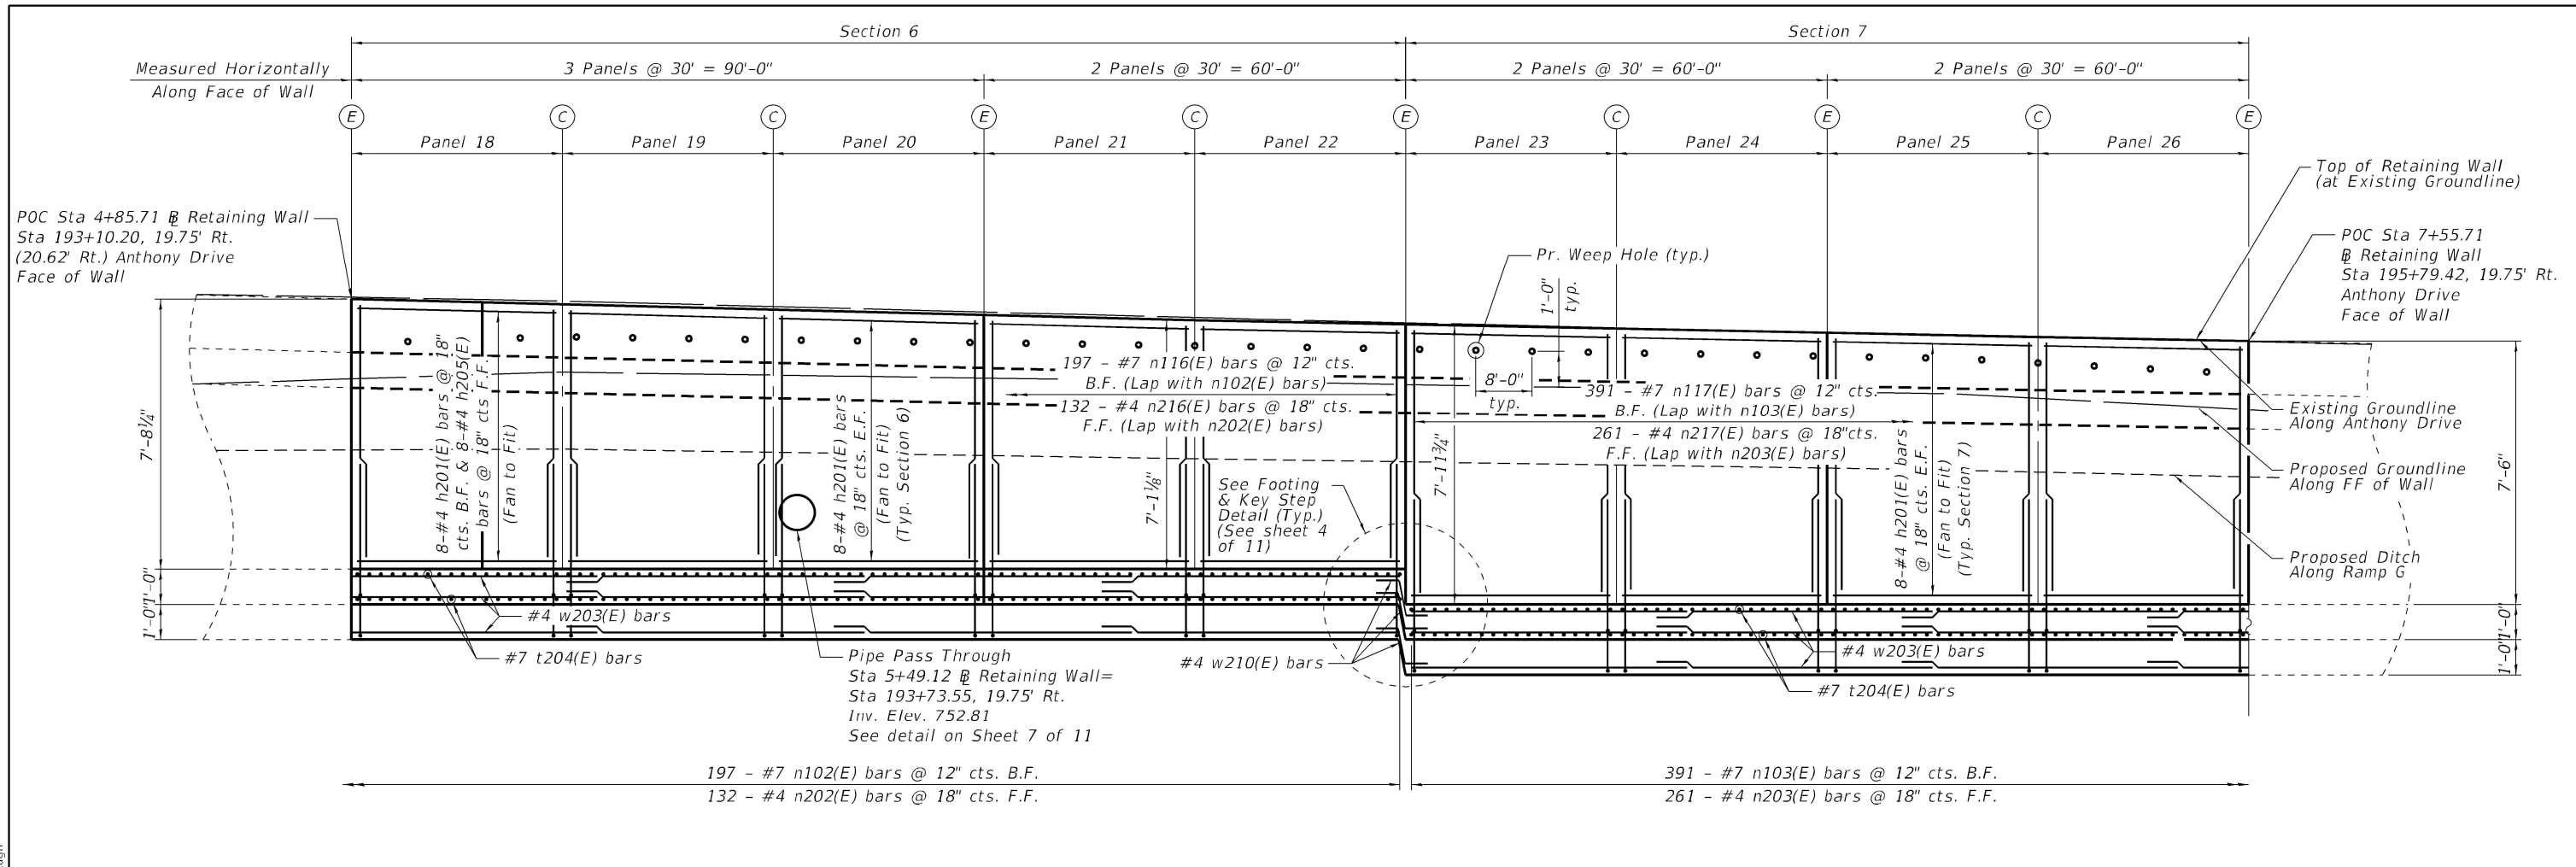 Section 6
Section 7
Measured Horizontally
Along Face of Wall
3 Panels @ 30' = 90'-0"
2 Panels @ 30' = 60'-0"
2 Panels @ 30' = 60'-0"
2 Panels @ 30' = 60'-0"
E
C
C
E
C
E
C
E
C
E
Panel 18
Panel 19
Panel 20
Panel 21
Panel 22
Panel 23
Panel 24
Panel 25
Panel 26
Top of Retaining Wall
(at Existing Groundline)
POC Sta 4+85.71 BL Retaining Wall
Sta 193+10.20, 19.75' Rt.
(20.62' Rt.) Anthony Drive
Face of Wall
POC Sta 7+55.71
BL Retaining Wall
Sta 195+79.42, 19.75' Rt.
Anthony Drive
Face of Wall
Pr. Weep Hole (typ.)
1'-0"
typ.
8'-0"
typ.
7'-8¼"
1'-0"
1'-0"
8-#4 h201(E) bars @ 18"
cts. B.F. & 8-#4 h205(E)
bars @ 18" cts F.F.
(Fan to Fit)
8-#4 h201(E) bars
@ 18" cts. E.F.
(Fan to Fit)
(Typ. Section 6)
197 - #7 n116(E) bars @ 12" cts.
B.F. (Lap with n102(E) bars)
132 - #4 n216(E) bars @ 18" cts.
F.F. (Lap with n202(E) bars)
7'-1⅛"
See Footing
& Key Step
Detail (Typ.)
(See sheet 4
of 11)
7'-11¾"
391 - #7 n117(E) bars @ 12" cts.
B.F. (Lap with n103(E) bars)
261 - #4 n217(E) bars @ 18"cts.
F.F. (Lap with n203(E) bars)
8-#4 h201(E) bars
@ 18" cts. E.F.
(Fan to Fit)
(Typ. Section 7)
Existing Groundline
Along Anthony Drive
Proposed Groundline
Along FF of Wall
Proposed Ditch
Along Ramp G
7'-6"
1'-0"
1'-0"
#4 w203(E) bars
#7 t204(E) bars
Pipe Pass Through
Sta 5+49.12 BL Retaining Wall=
Sta 193+73.55, 19.75' Rt.
Inv. Elev. 752.81
See detail on Sheet 7 of 11
#4 w210(E) bars
#4 w203(E) bars
#7 t204(E) bars
197 - #7 n102(E) bars @ 12" cts. B.F.
132 - #4 n202(E) bars @ 18" cts. F.F.
391 - #7 n103(E) bars @ 12" cts. B.F.
261 - #4 n203(E) bars @ 18" cts. F.F.